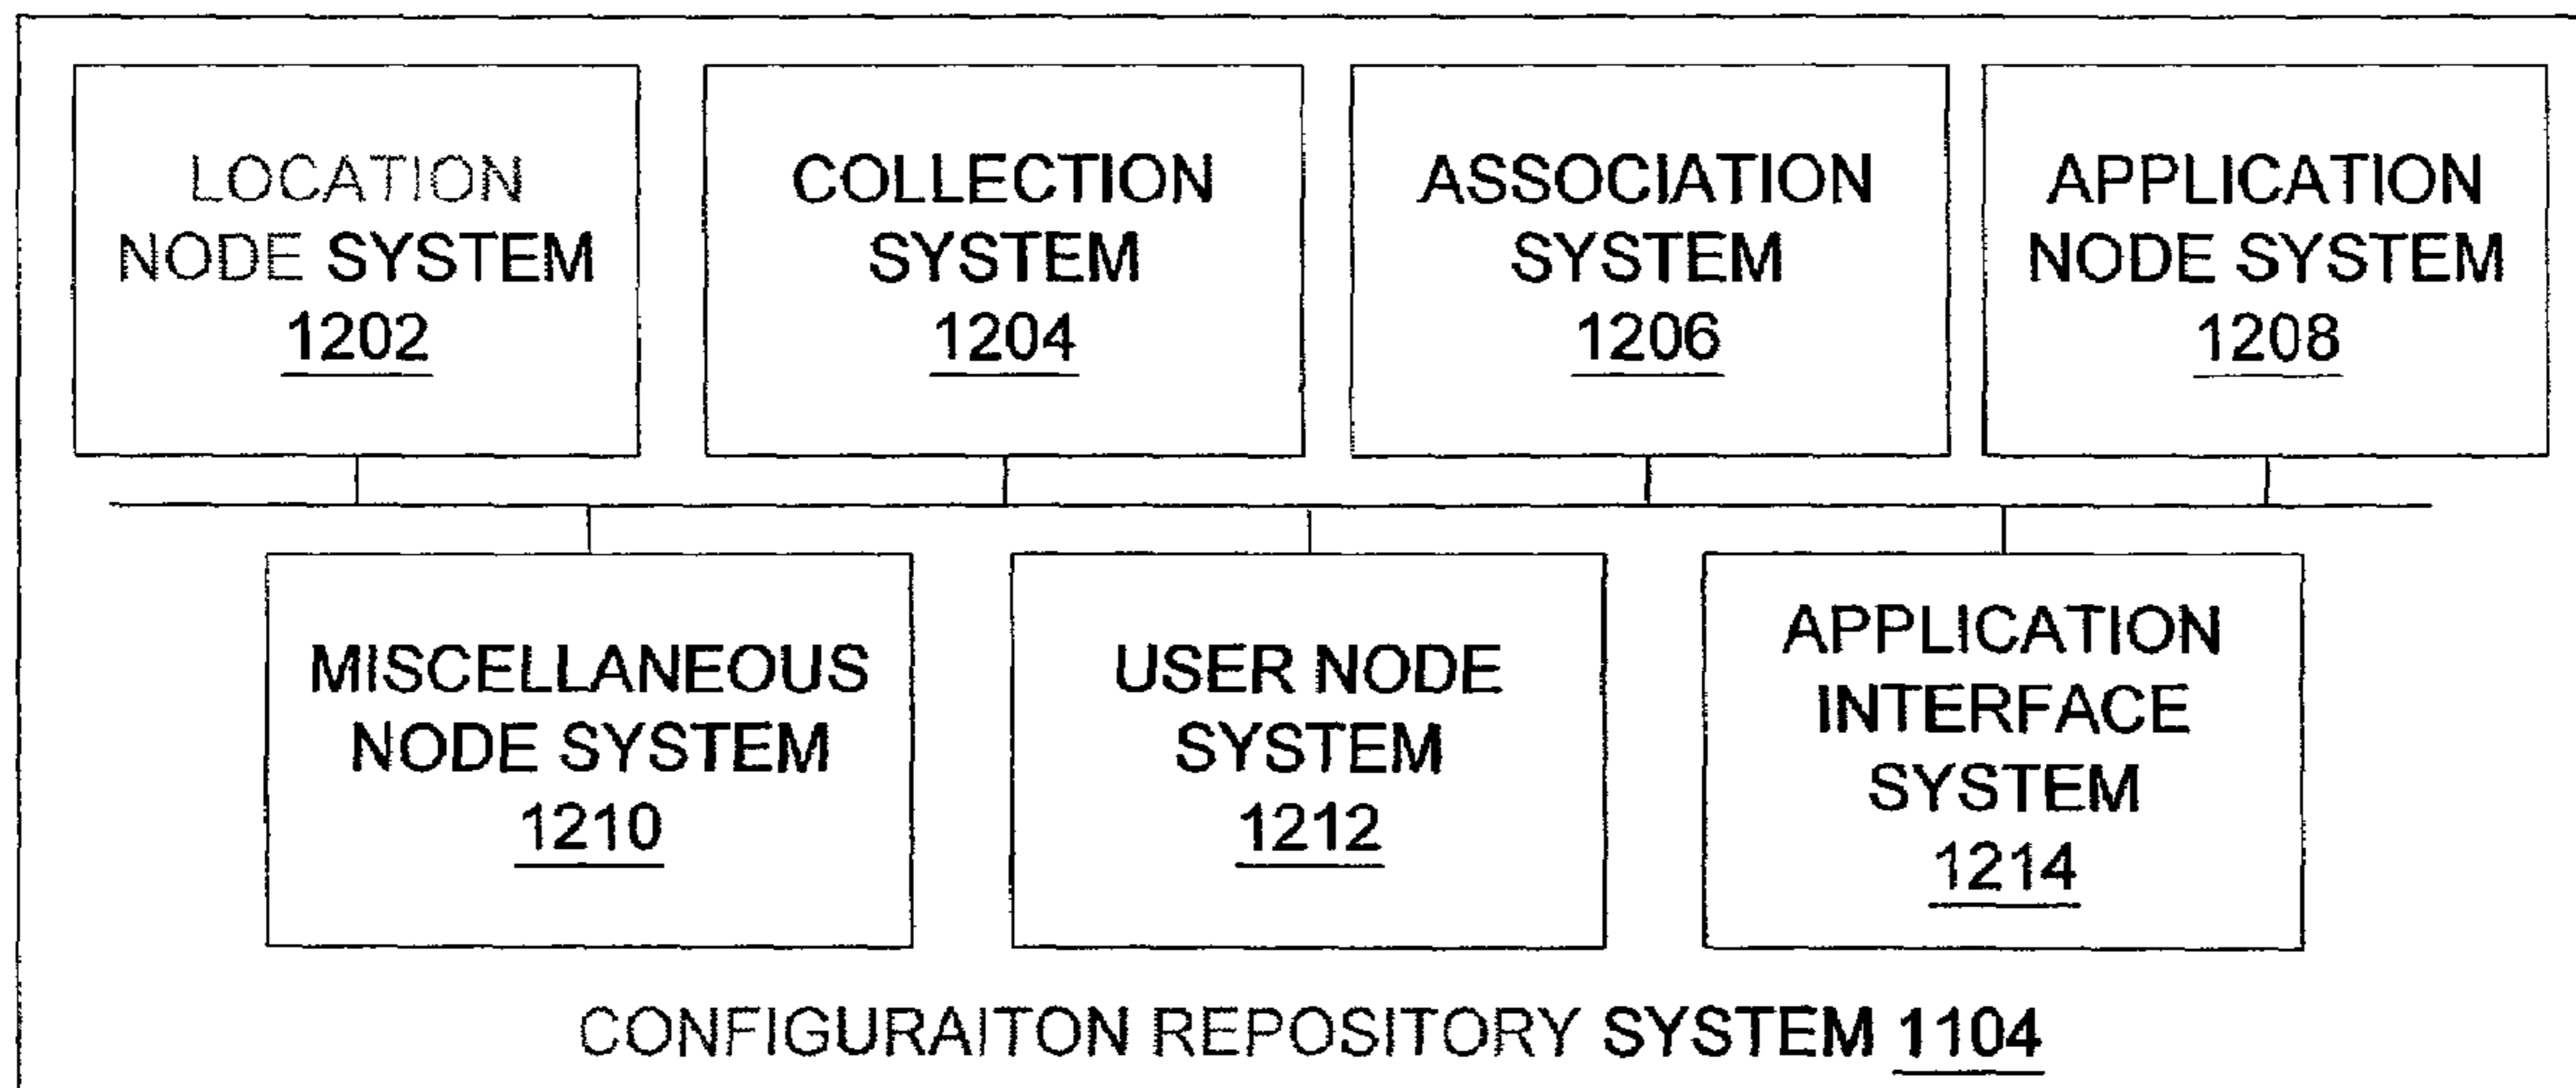 LOCATION
NODE SYSTEM
1202
COLLECTION
SYSTEM
1204
ASSOCIATION
SYSTEM
1206
APPLICATION
NODE SYSTEM
1208
MISCELLANEOUS
NODE SYSTEM
1210
USER NODE
SYSTEM
1212
APPLICATION
INTERFACE
SYSTEM
1214
CONFIGURAITON REPOSITORY SYSTEM 1104